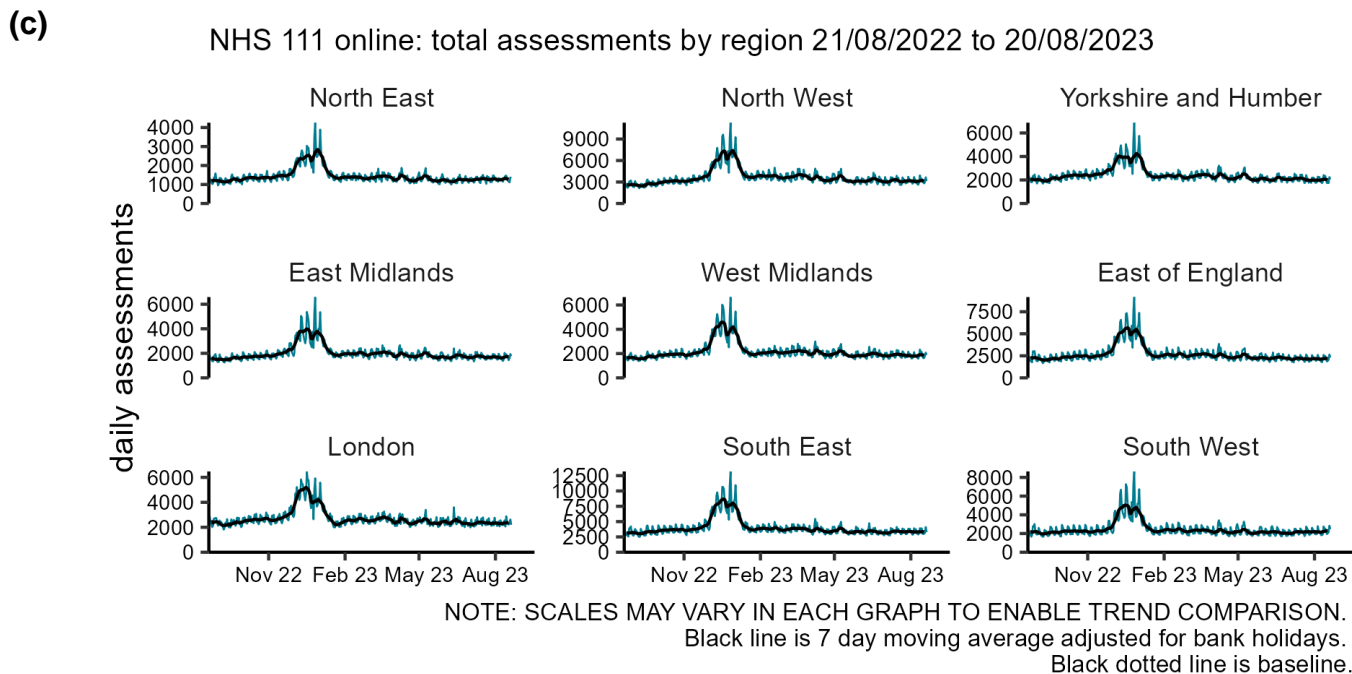 (c)
NHS 111 online: total assessments by region 21/08/2022 to 20/08/2023
daily assessments
North East
4000
3000
2000
1000
0
North West
9000
6000
3000
0
Yorkshire and Humber
6000
4000
2000
0
East Midlands
6000
4000
2000
0
West Midlands
6000
4000
2000
0
East of England
7500
5000
2500
0
London
6000
4000
2000
0
Nov 22 Feb 23 May 23 Aug 23
South East
12500
10000
7500
5000
2500
0
Nov 22 Feb 23 May 23 Aug 23
South West
8000
6000
4000
2000
0
Nov 22 Feb 23 May 23 Aug 23
NOTE: SCALES MAY VARY IN EACH GRAPH TO ENABLE TREND COMPARISON.
Black line is 7 day moving average adjusted for bank holidays.
Black dotted line is baseline.